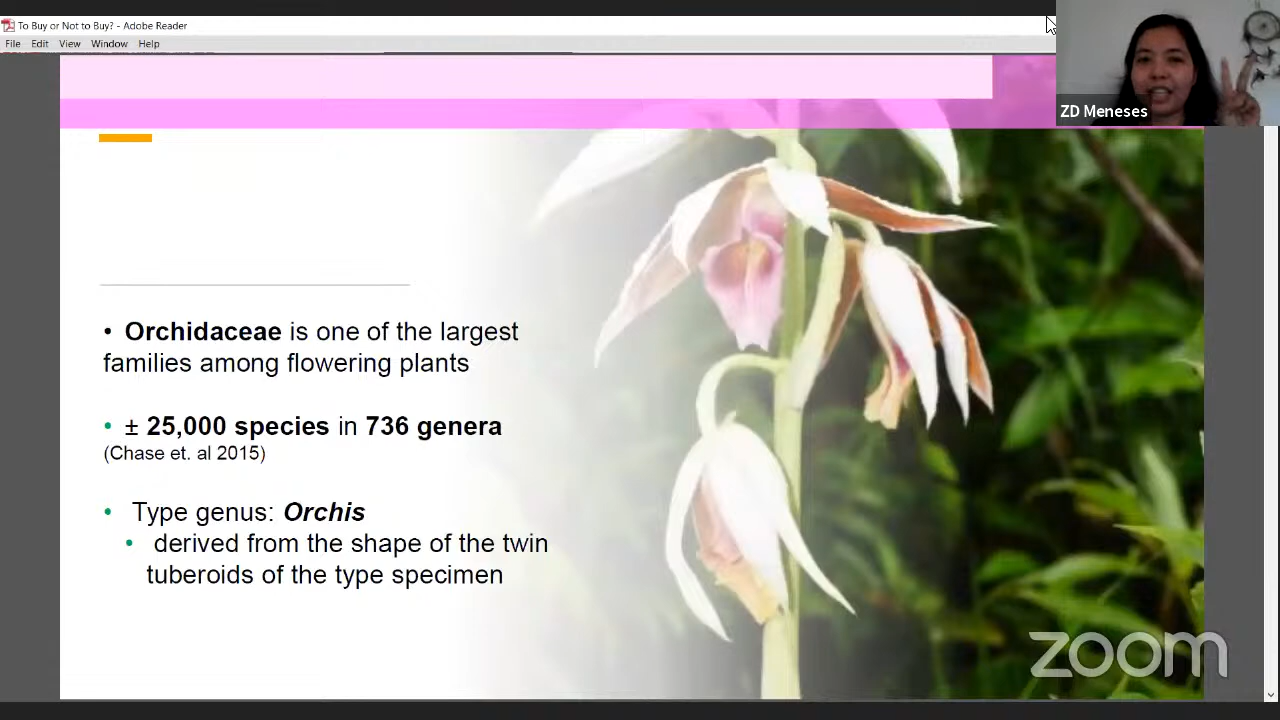 To Buy or Not to Buy? - Adobe Reader
File Edit View Window Help
ZD Meneses
• Orchidaceae is one of the largest
families among flowering plants
• ± 25,000 species in 736 genera
(Chase et. al 2015)
• Type genus: Orchis
• derived from the shape of the twin
tuberoids of the type specimen
zoom